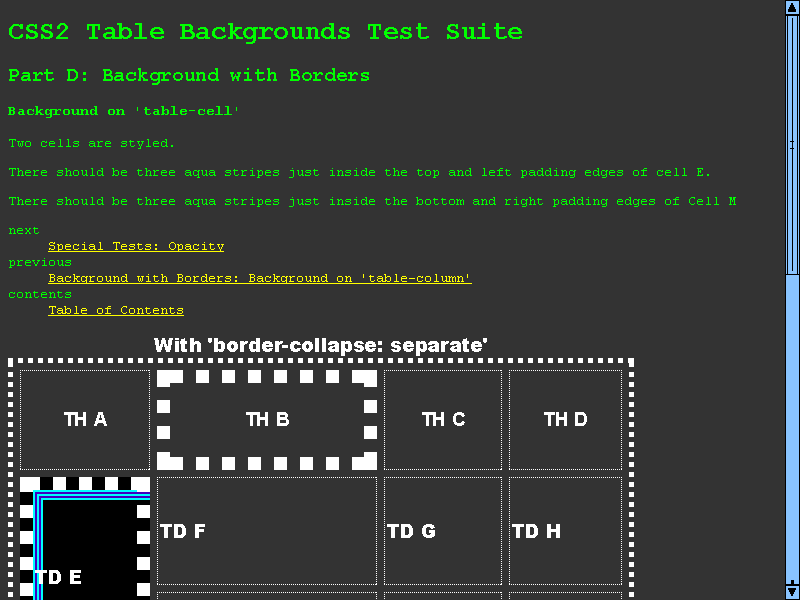 CSS2 Table Backgrounds Test Suite
Part D: Background with Borders
Background on 'table-cell'
Two cells are styled.
There should be three aqua stripes just inside the top and left padding edges of cell E.
There should be three aqua stripes just inside the bottom and right padding edges of Cell M
next
Special Tests: Opacity
previous
Background with Borders: Background on 'table-column'
contents
Table of Contents
With 'border-collapse: separate'
TH A TH B TH C TH D
TD E TD F TD G TD H